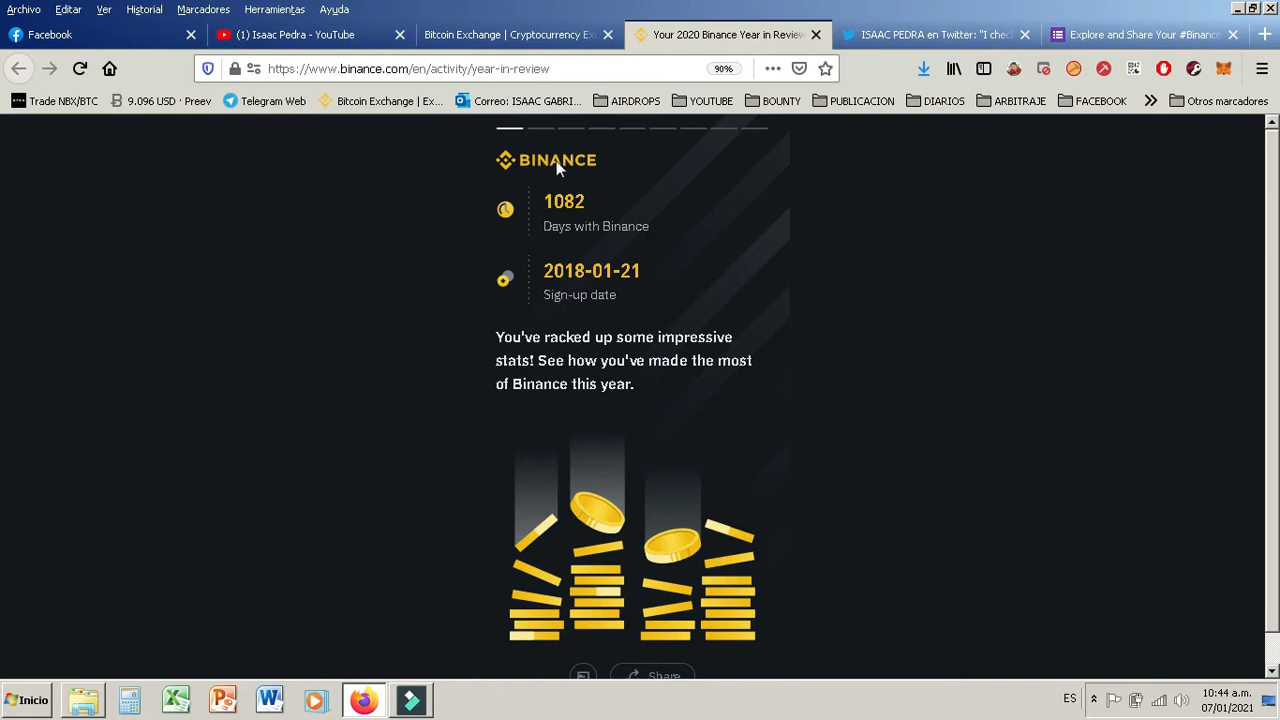 Archivo Editar Ver Historial Marcadores Herramientas Ayuda
Facebook
(1) Isaac Pedra - YouTube
Bitcoin Exchange | Cryptocurrency Ex
Your 2020 Binance Year in Review
ISAAC PEDRA en Twitter: "I chec
Explore and Share Your #Binance
https://www.binance.com/en/activity/year-in-review
90%
Trade NBX/BTC
9.096 USD · Freev
Telegram Web
Bitcoin Exchange | Ex...
Correo: ISAAC GABRI...
AIRDROPS
YOUTUBE
BOUNTY
PUBLICACION
DIARIOS
ARBITRAJE
FACEBOOK
Otros marcadores
BINANCE
1082
Days with Binance
2018-01-21
Sign-up date
You've racked up some impressive
stats! See how you've made the most
of Binance this year.
Share
Inicio
ES
10:44 a.m.
07/01/2021